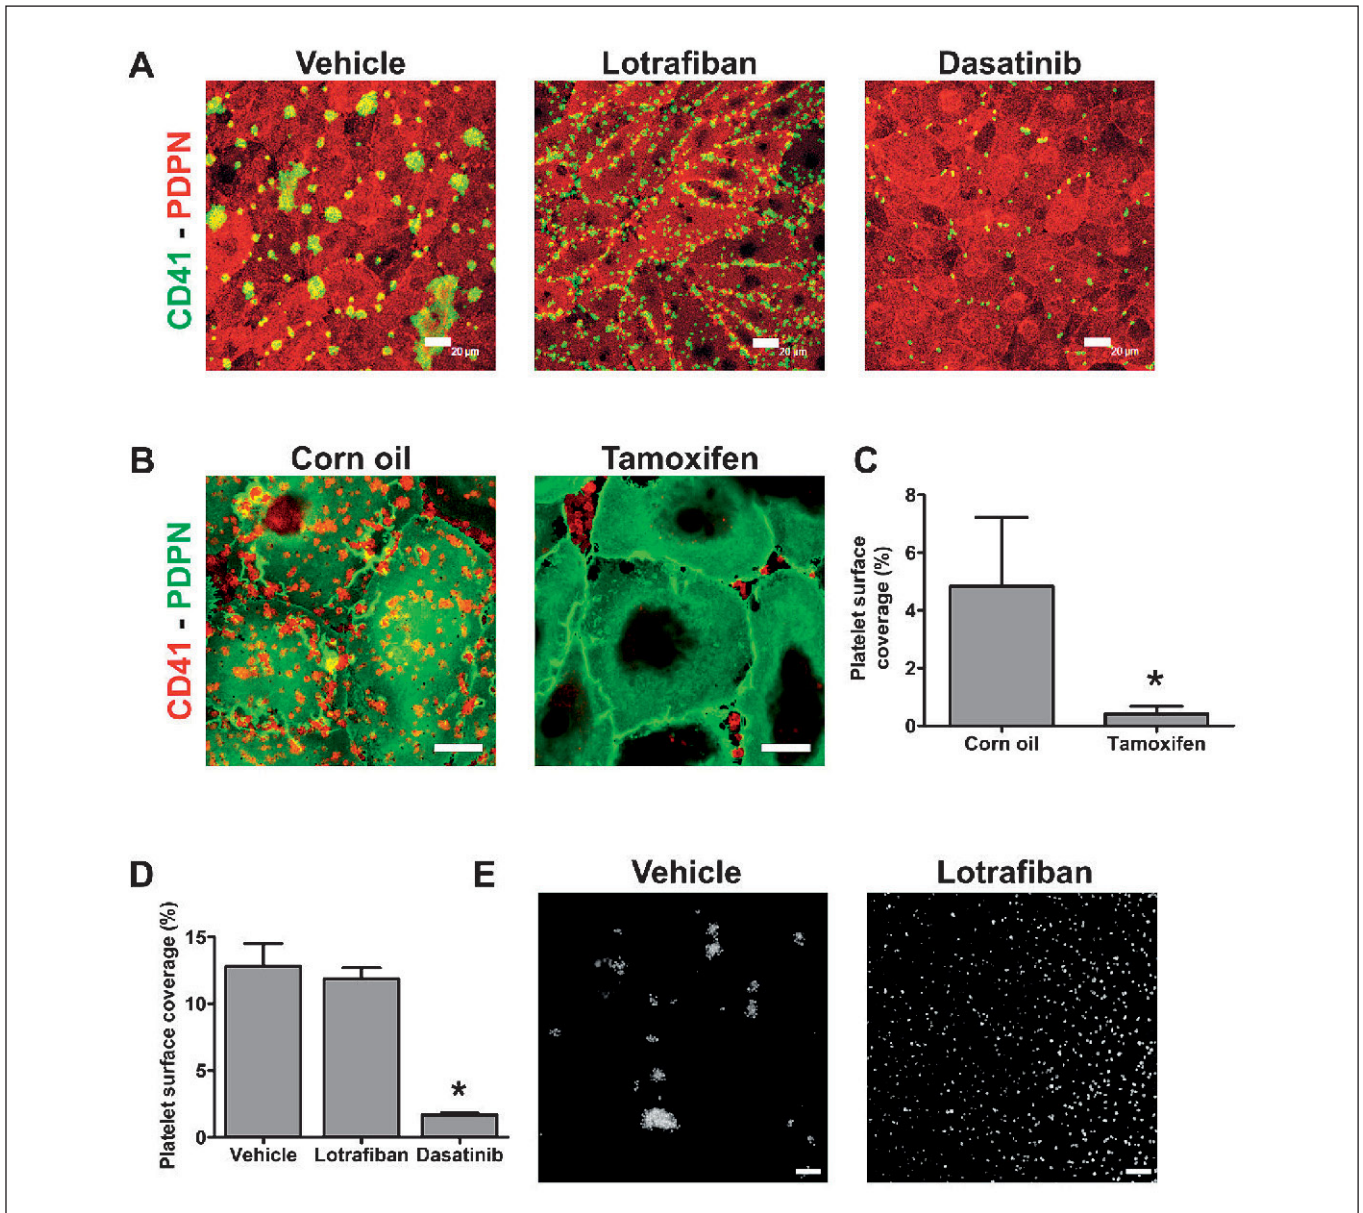 A
Vehicle
Lotrafiban
Dasatinib
CD41 - PDPN
20 µm
20 µm
20 µm
B
Corn oil
Tamoxifen
CD41 - PDPN
C
Platelet surface
coverage (%)
8
6
4
2
0
*
Corn oil
Tamoxifen
D
Platelet surface coverage (%)
15
10
5
0
*
Vehicle
Lotrafiban
Dasatinib
E
Vehicle
Lotrafiban